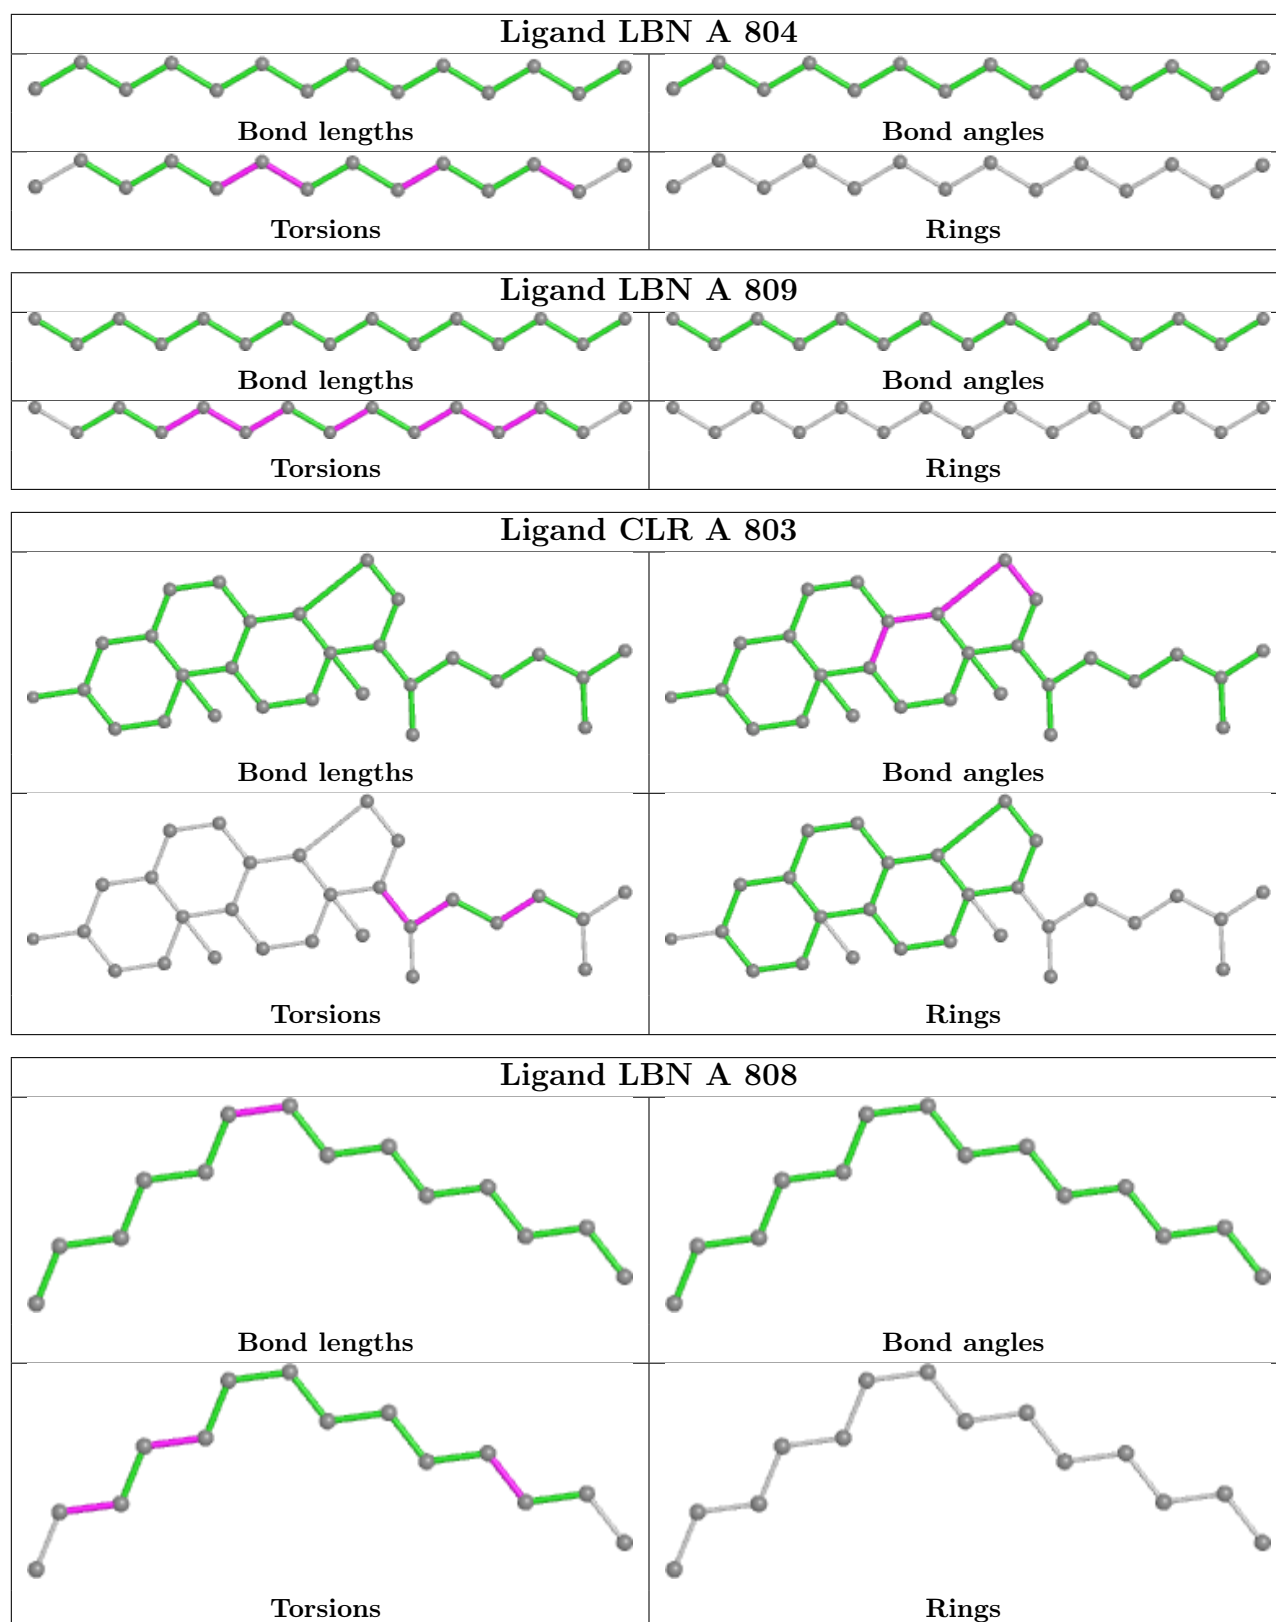 Ligand LBN A 804
Bond lengths
Bond angles
Torsions
Rings
Ligand LBN A 809
Bond lengths
Bond angles
Torsions
Rings
Ligand CLR A 803
Bond lengths
Bond angles
Torsions
Rings
Ligand LBN A 808
Bond lengths
Bond angles
Torsions
Rings